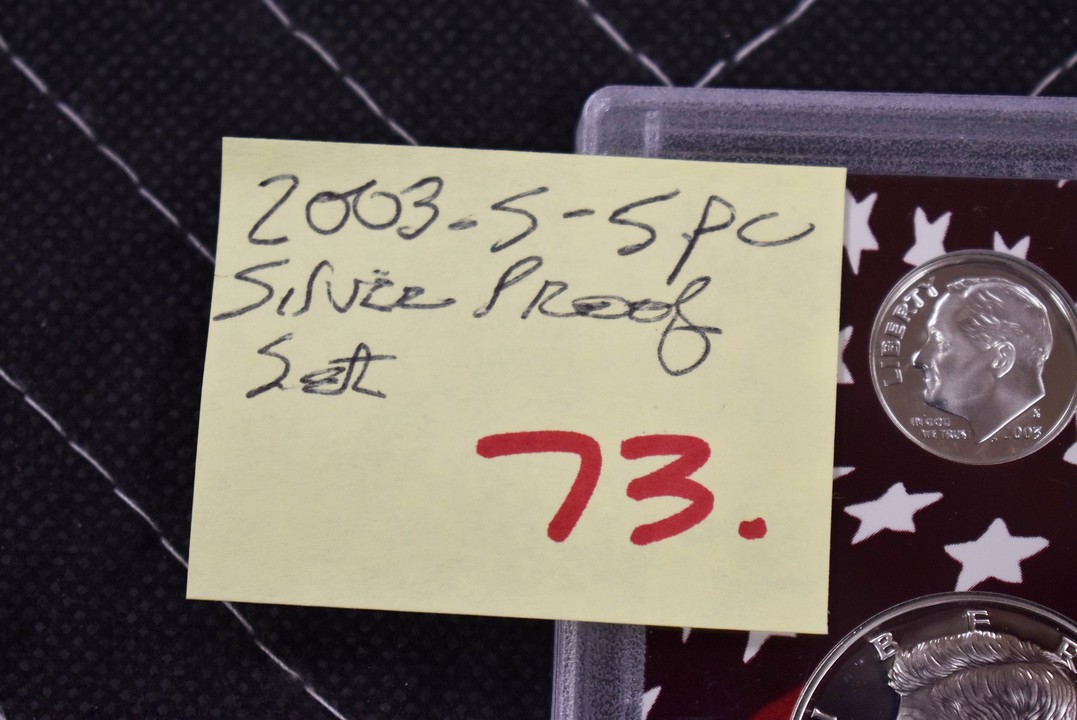 2003-S-5pc
Silver Proof
Set
73.
LIBERTY
IN GOD
WE TRUST
S
2003
B E R